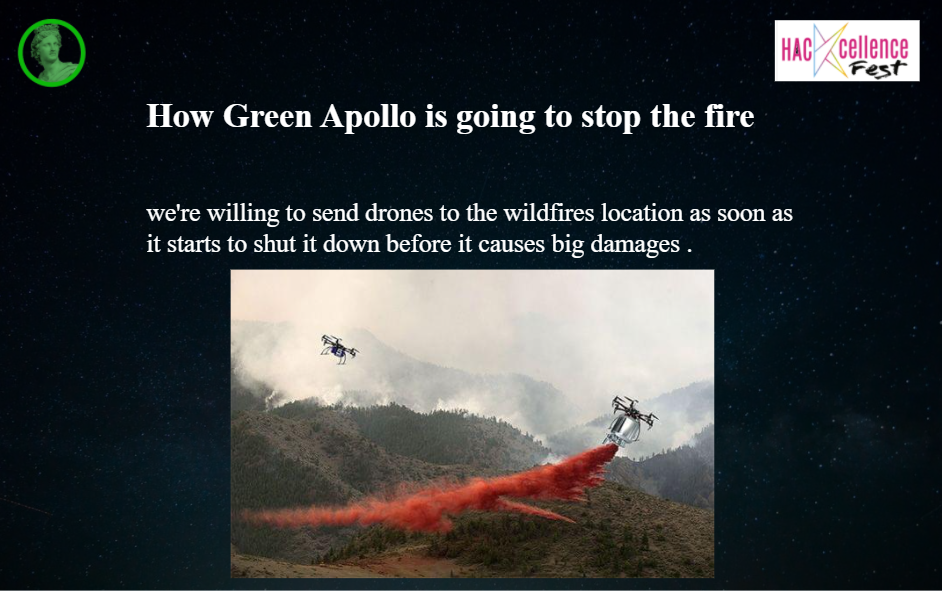 HACXcellence
Fest
How Green Apollo is going to stop the fire
we're willing to send drones to the wildfires location as soon as
it starts to shut it down before it causes big damages .